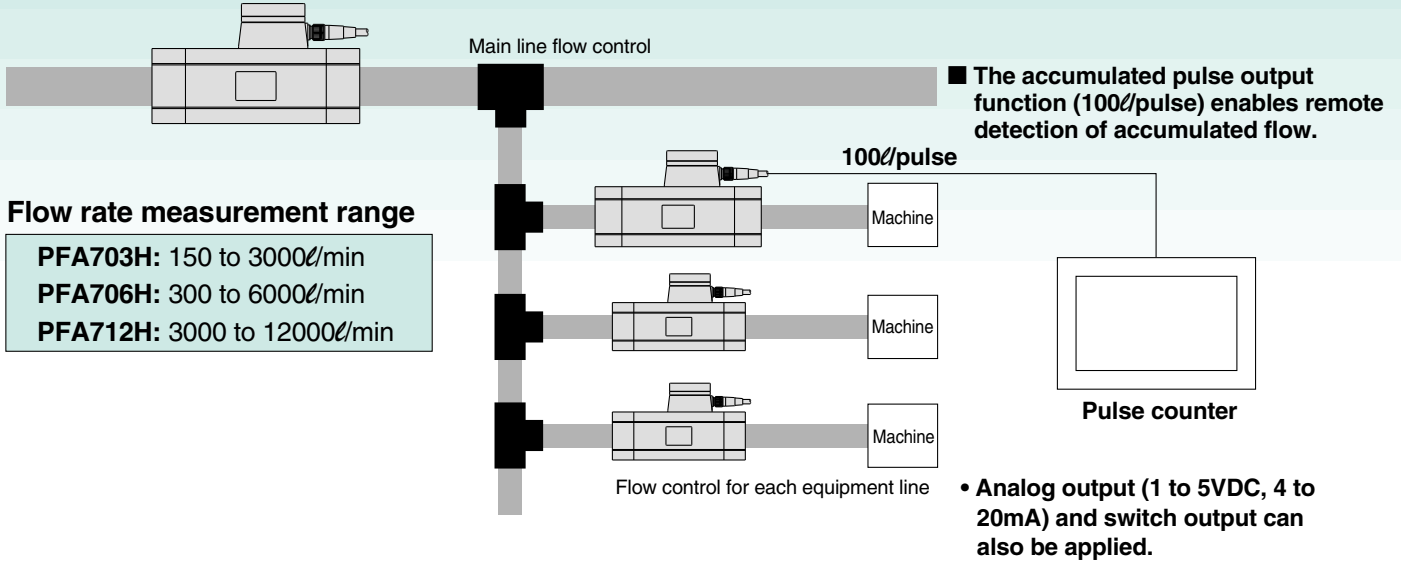 Main line flow control
■ The accumulated pulse output
function (100ℓ/pulse) enables remote
detection of accumulated flow.
100ℓ/pulse
Machine
Flow rate measurement range
PFA703H: 150 to 3000ℓ/min
PFA706H: 300 to 6000ℓ/min
PFA712H: 3000 to 12000ℓ/min
Machine
Pulse counter
Machine
Flow control for each equipment line
• Analog output (1 to 5VDC, 4 to
20mA) and switch output can
also be applied.